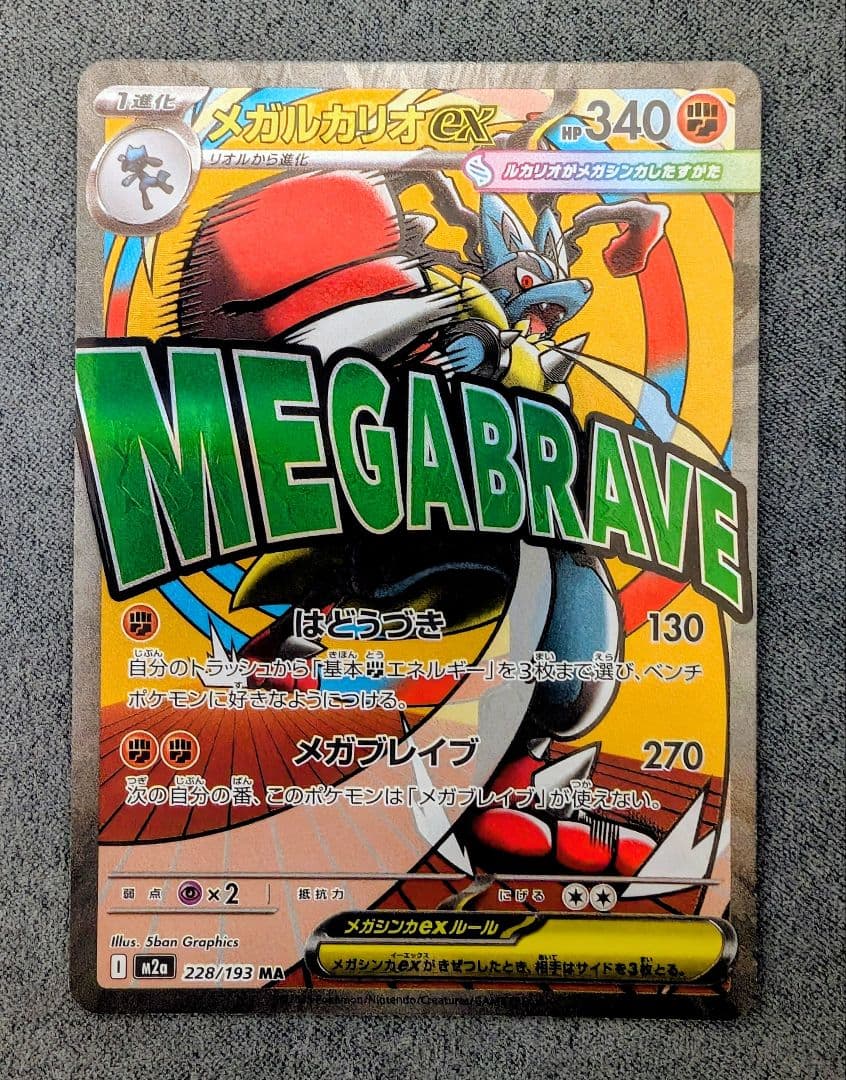 1進化
メガルカリオex
HP340
リオルから進化
ルカリオがメガシンカしたすがた
MEGABRAVE
はどうづき 130
自分のトラッシュから「基本エネルギー」を3枚まで選び、ベンチ
ポケモンに好きなようにつける。
メガブレイブ 270
次の自分の番、このポケモンは「メガブレイブ」が使えない。
弱点 ×2 抵抗力 にげる
Illus. 5ban Graphics
メガシンカexルール
I m2a 228/193 MA
メガシンカexがきぜつしたとき、相手はサイドを3枚とる。
Pokémon/Nintendo/Creatures/GAME